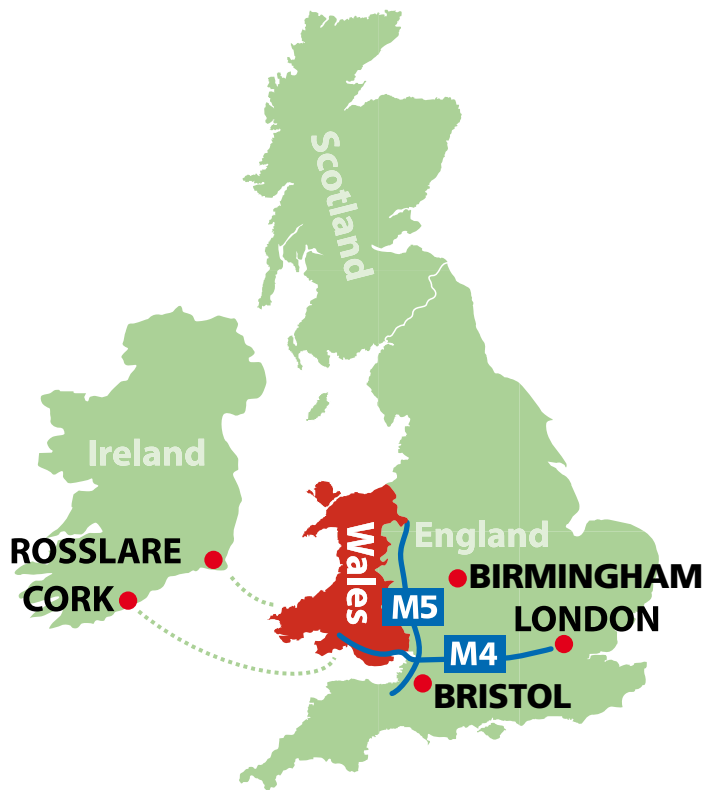 Scotland
Ireland
England
ROSSLARE
Wales
BIRMINGHAM
CORK
M5
LONDON
M4
BRISTOL